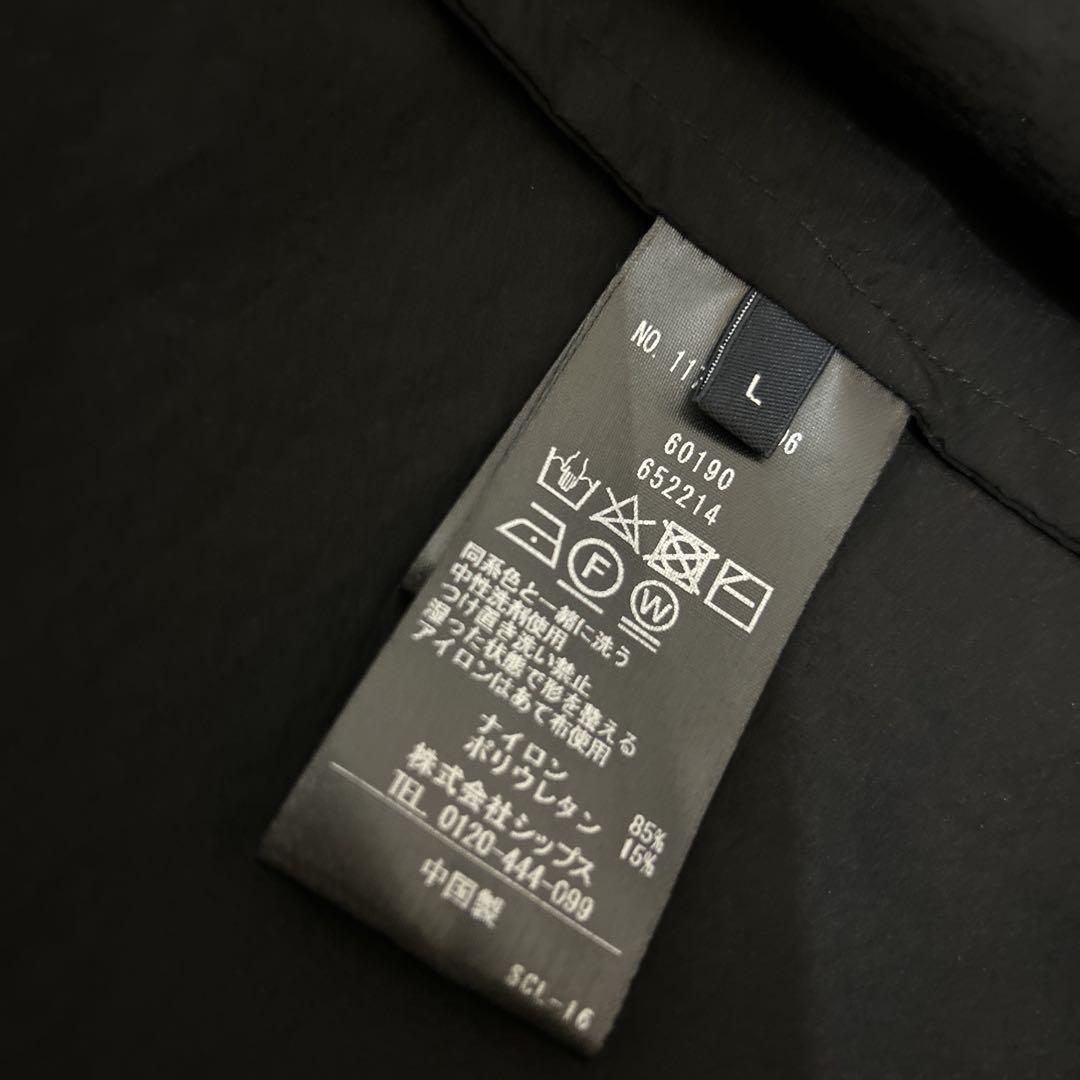 L
NO. 11
06
60190
652214
F
W
同系色と一緒に洗う
中性洗剤使用
つけ置き洗い禁止
湿った状態で形を整える
アイロンはあて布使用
ナイロン 85%
ポリウレタン 15%
株式会社シップス
TEL 0120-444-099
中国製
SCL-16